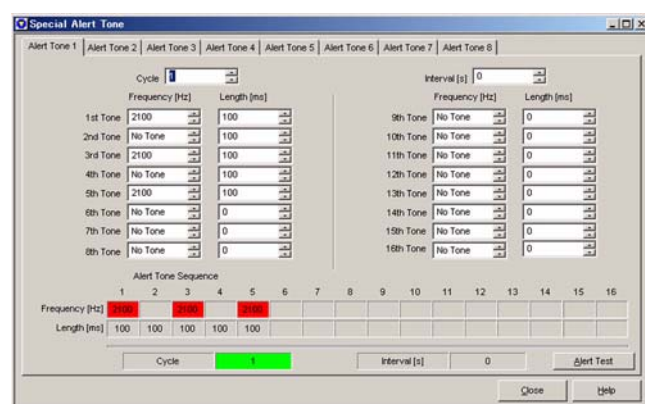 Special Alert Tone
Alert Tone 1 Alert Tone 2 Alert Tone 3 Alert Tone 4 Alert Tone 5 Alert Tone 6 Alert Tone 7 Alert Tone 8
Cycle 1 Interval [s] 0
Frequency [Hz] Length [ms] Frequency [Hz] Length [ms]
1st Tone 2100 100 9th Tone No Tone 0
2nd Tone No Tone 100 10th Tone No Tone 0
3rd Tone 2100 100 11th Tone No Tone 0
4th Tone No Tone 100 12th Tone No Tone 0
5th Tone 2100 100 13th Tone No Tone 0
6th Tone No Tone 0 14th Tone No Tone 0
7th Tone No Tone 0 15th Tone No Tone 0
8th Tone No Tone 0 16th Tone No Tone 0
Alert Tone Sequence
1 2 3 4 5 6 7 8 9 10 11 12 13 14 15 16
Frequency [Hz] 2100 2100 2100
Length [ms] 100 100 100 100 100
Cycle 1 Interval [s] 0 Alert Test
Close Help